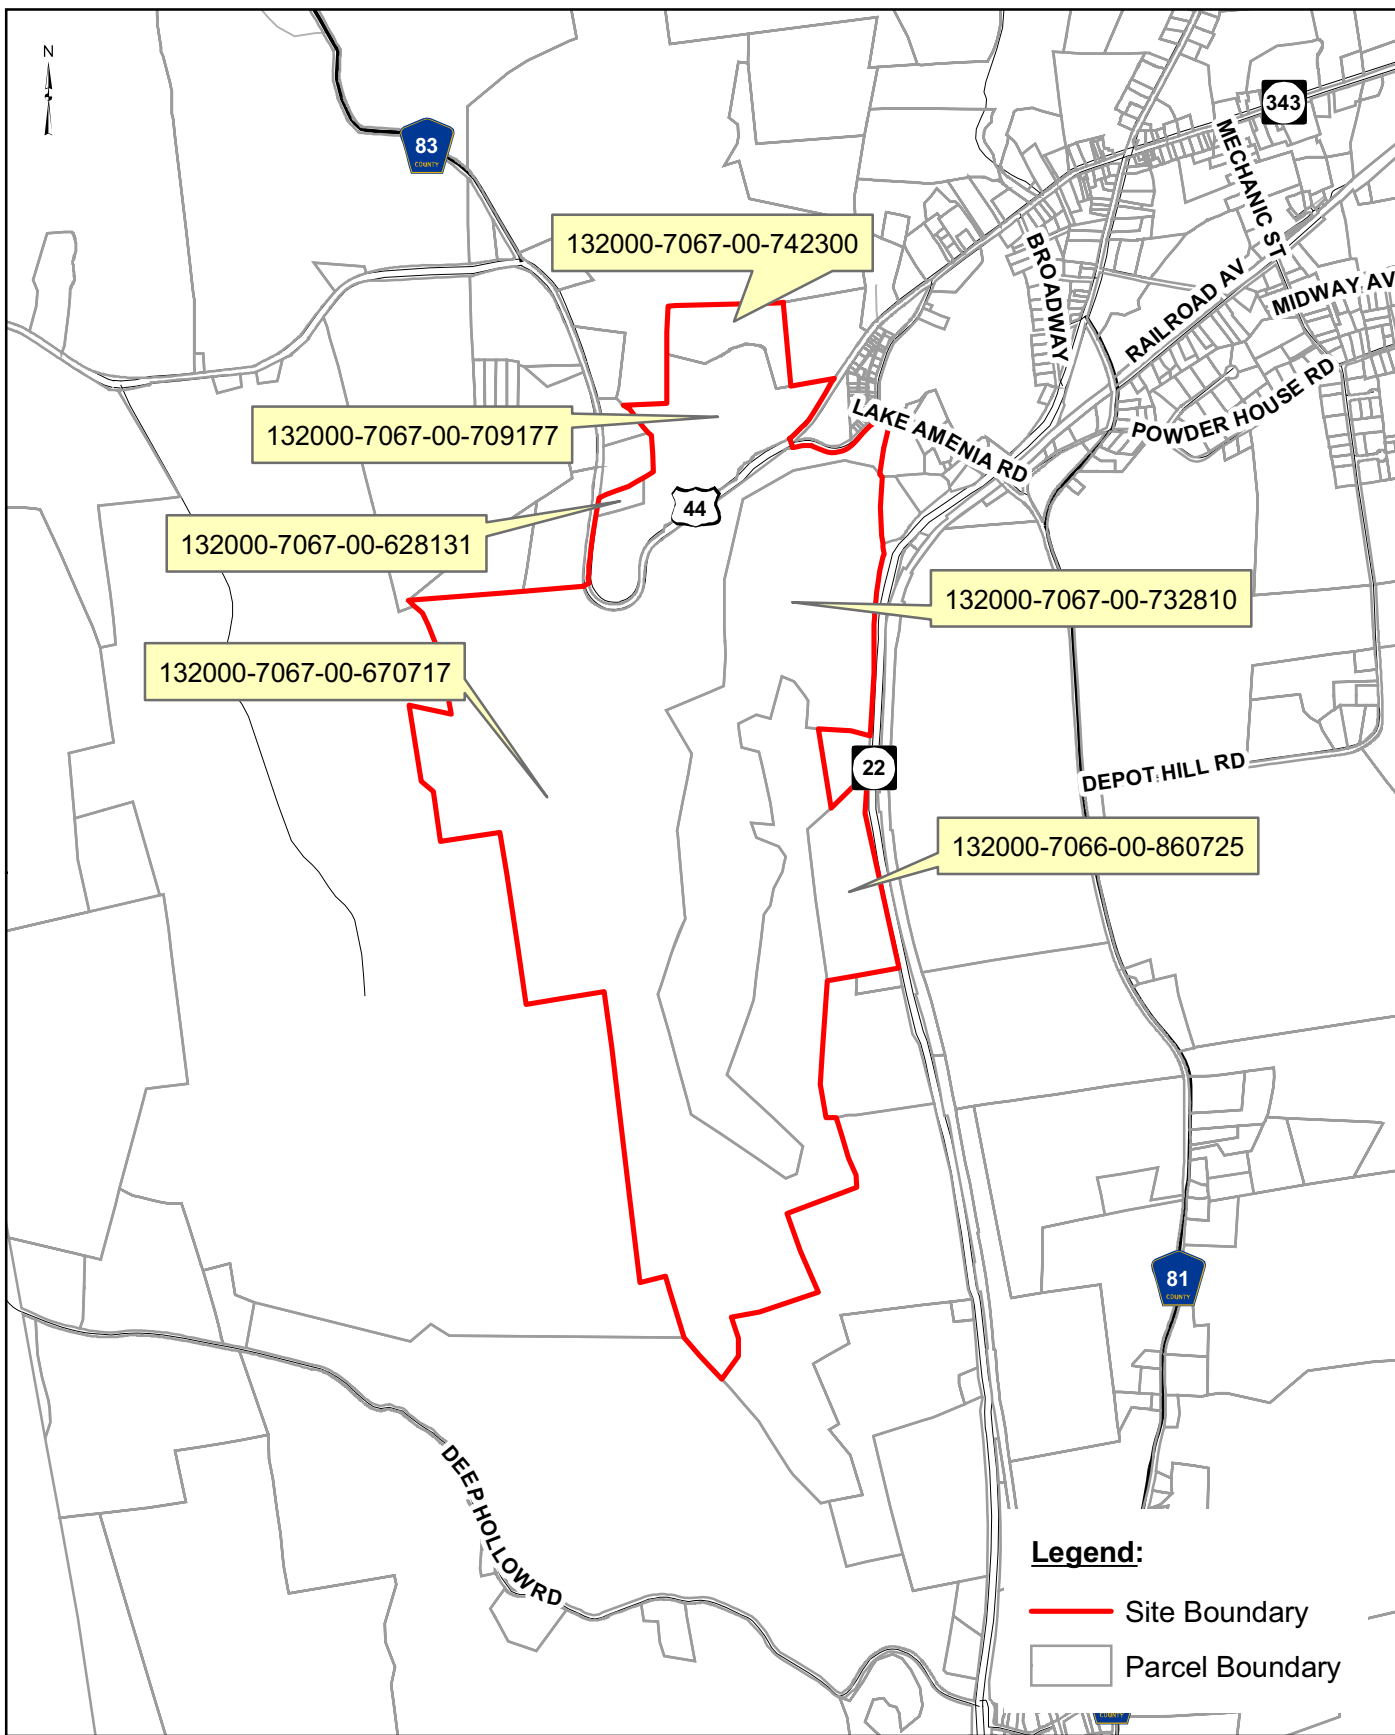 N
343
83
COUNTY
MECHANIC ST
132000-7067-00-742300
BROADWAY
RAILROAD AV
MIDWAY AV
132000-7067-00-709177
LAKE AMENIA RD
POWDER HOUSE RD
44
132000-7067-00-628131
132000-7067-00-732810
132000-7067-00-670717
22
DEPOT HILL RD
132000-7066-00-860725
81
COUNTY
DEEP HOLLOW RD
Legend:
Site Boundary
Parcel Boundary
COUNTY